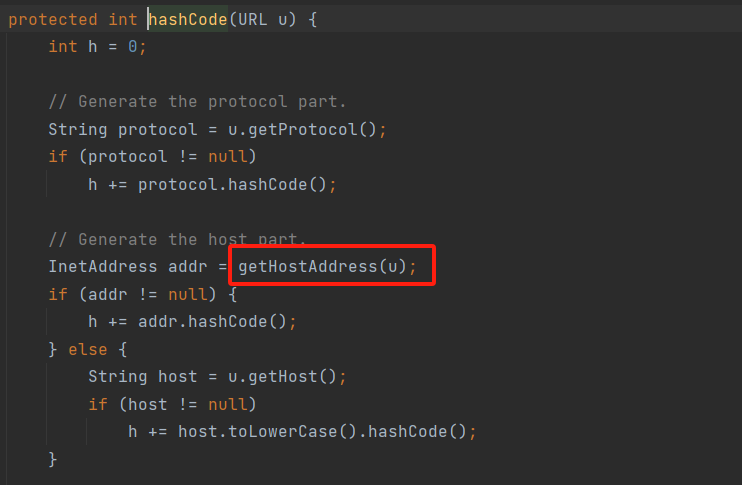 protected int hashCode(URL u) {
int h = 0;
// Generate the protocol part.
String protocol = u.getProtocol();
if (protocol != null)
h += protocol.hashCode();
// Generate the host part.
InetAddress addr = getHostAddress(u);
if (addr != null) {
h += addr.hashCode();
} else {
String host = u.getHost();
if (host != null)
h += host.toLowerCase().hashCode();
}